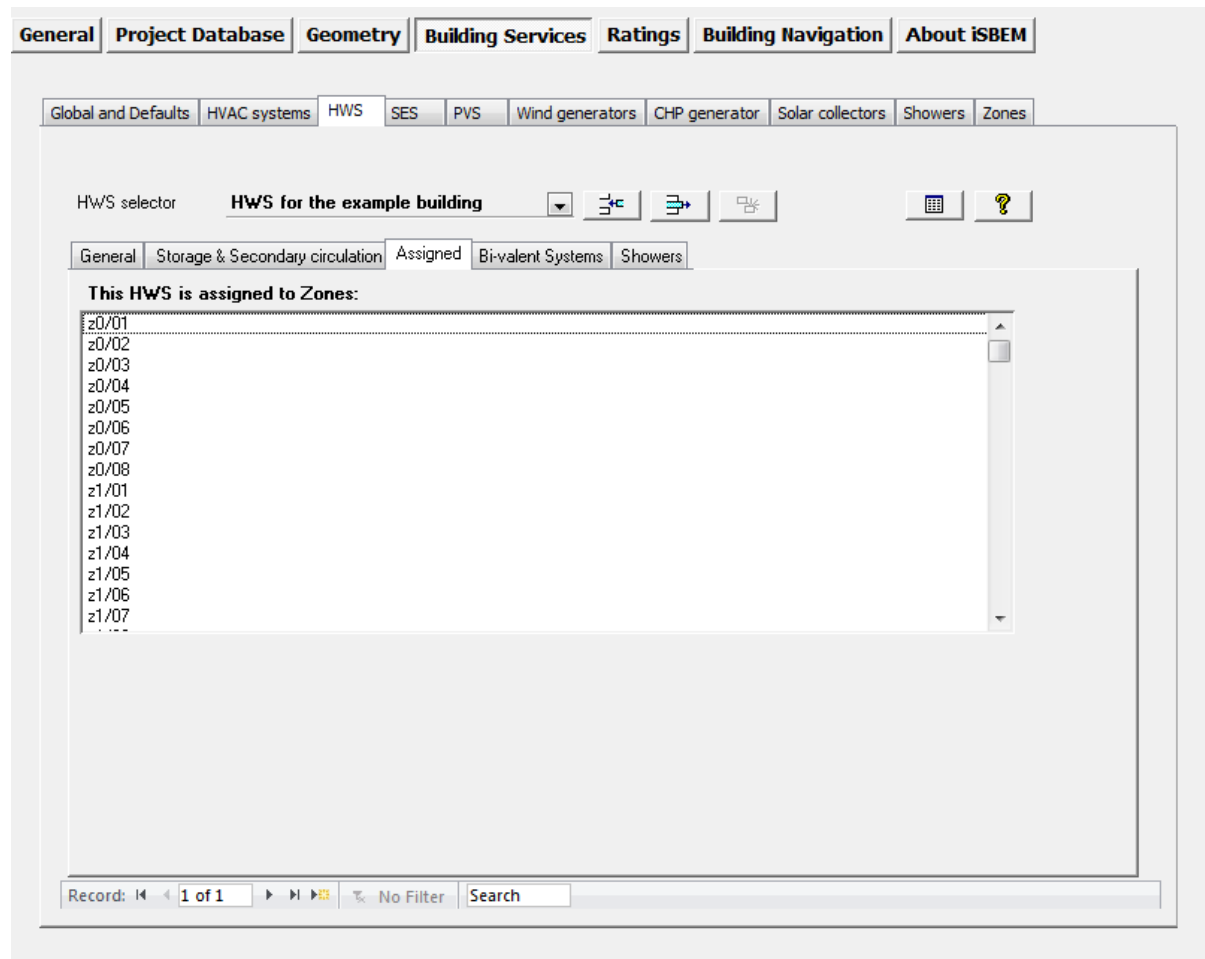 General Project Database Geometry Building Services Ratings Building Navigation About iSBEM
Global and Defaults HVAC systems HWS SES PVS Wind generators CHP generator Solar collectors Showers Zones
HWS selector HWS for the example building
General Storage & Secondary circulation Assigned Bi-valent Systems Showers
This HWS is assigned to Zones:
z0/01
z0/02
z0/03
z0/04
z0/05
z0/06
z0/07
z0/08
z1/01
z1/02
z1/03
z1/04
z1/05
z1/06
z1/07
Record: 1 of 1 No Filter Search